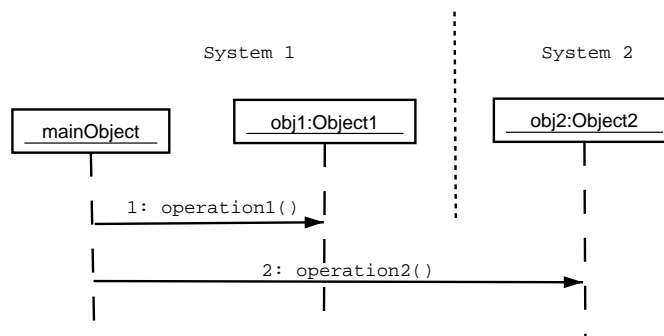 System 1
System 2
mainObject
obj1:Object1
obj2:Object2
1: operation1()
2: operation2()